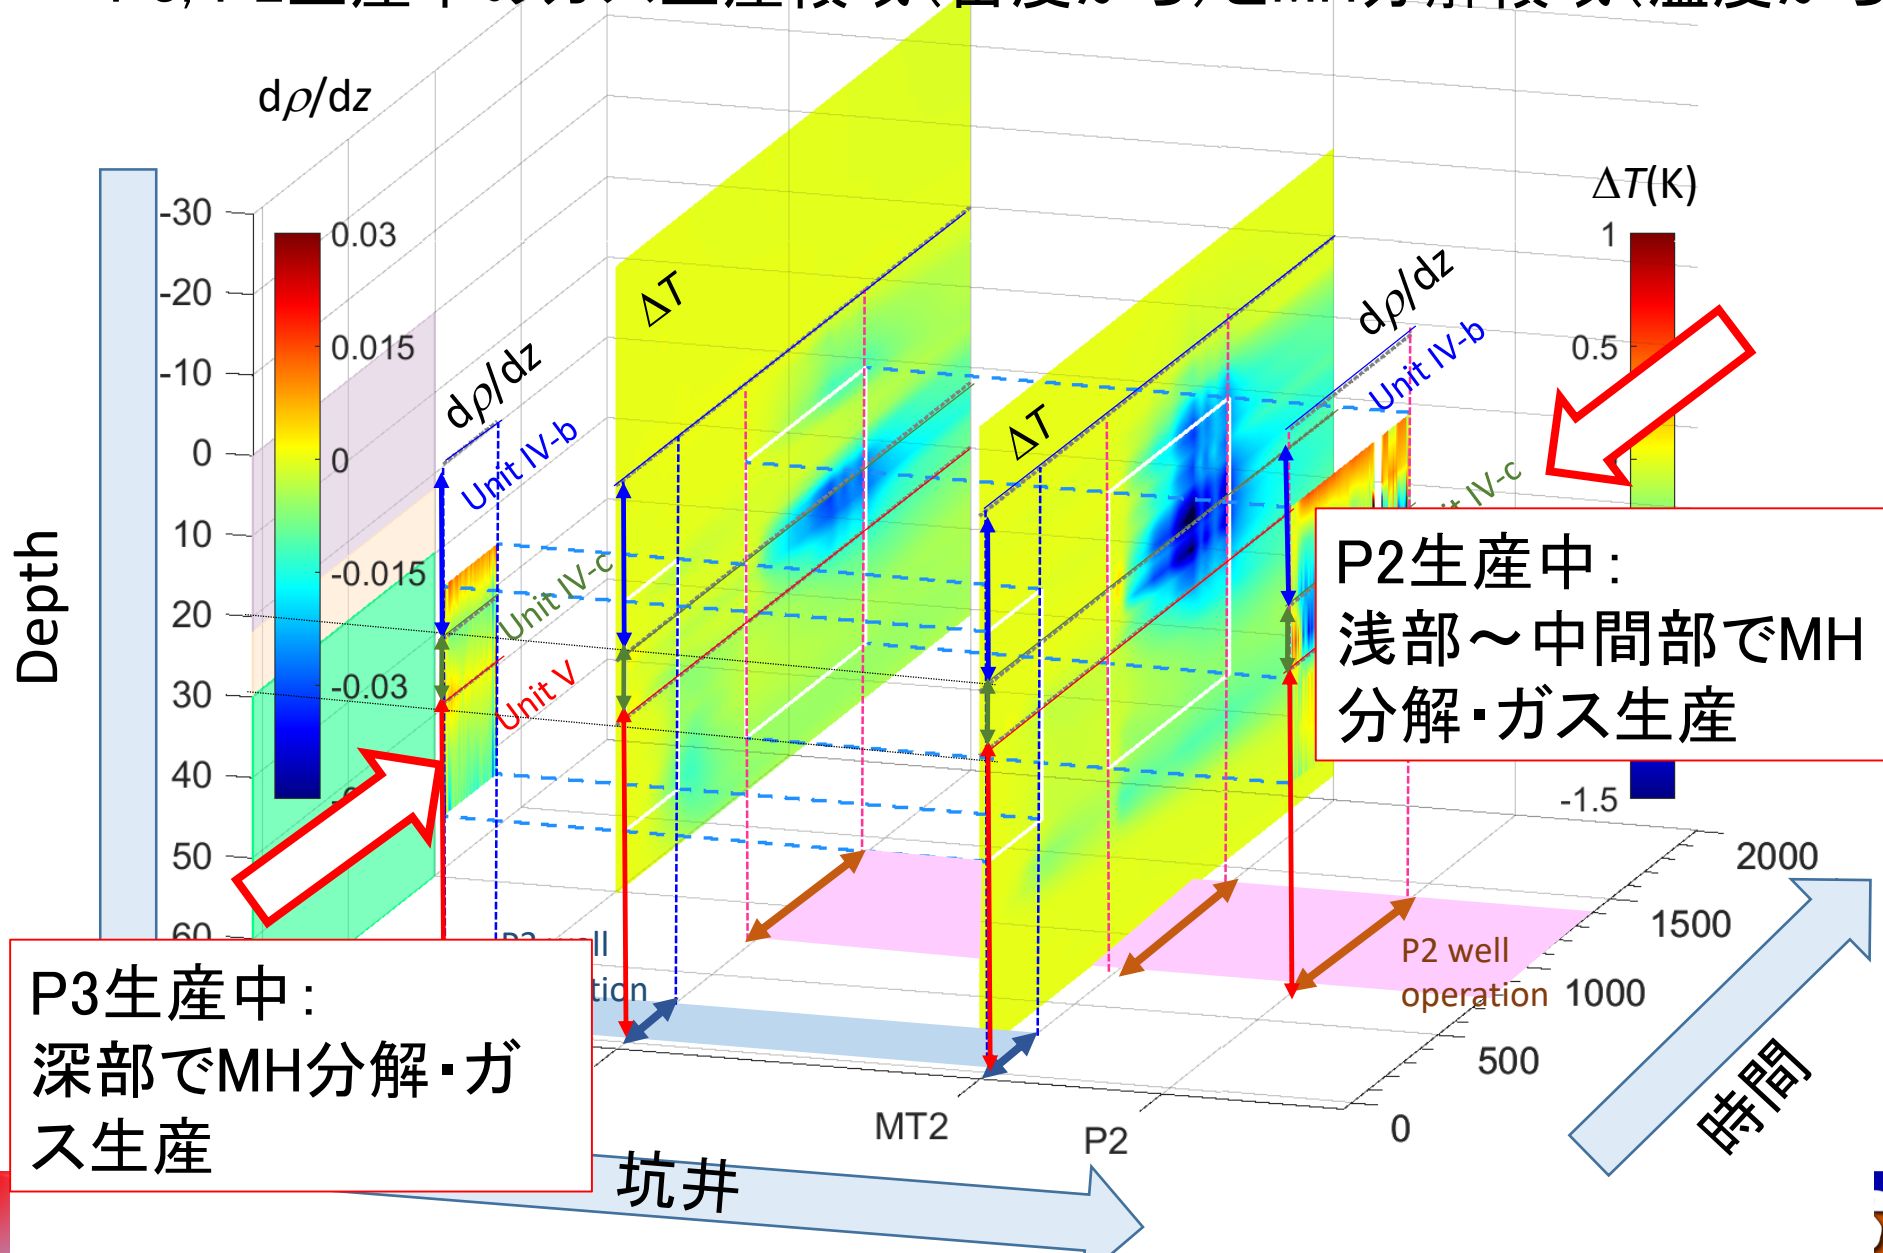 dρ/dz
-30
-20
-10
0
10
20
30
40
50
60
Depth
0.03
0.015
0
-0.015
-0.03
dρ/dz
Unit IV-b
Unit IV-c
Unit V
ΔT
ΔT
dρ/dz
Unit IV-b
ΔT(K)
1
0.5
-1.5
P2生産中：
浅部～中間部でMH
分解・ガス生産
P3生産中：
深部でMH分解・ガ
ス生産
P2 well
operation
2000
1500
1000
500
0
MT2
P2
坑井
時間